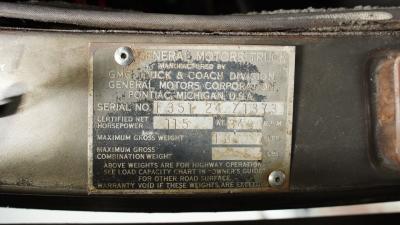 GENERAL MOTORS TRUCK
MANUFACTURED BY
GMC TRUCK & COACH DIVISION
GENERAL MOTORS CORPORATION
PONTIAC, MICHIGAN, U.S.A.
SERIAL NO.
CERTIFIED NET
HORSEPOWER 115 AT R.P.M.
MAXIMUM GROSS WEIGHT
MAXIMUM GROSS
COMBINATION WEIGHT
ABOVE WEIGHTS ARE FOR HIGHWAY OPERATION
SEE LOAD CAPACITY CHART IN "OWNER'S GUIDE"
FOR OTHER ROAD SURFACE.
WARRANTY VOID IF THESE WEIGHTS ARE EXCEEDED